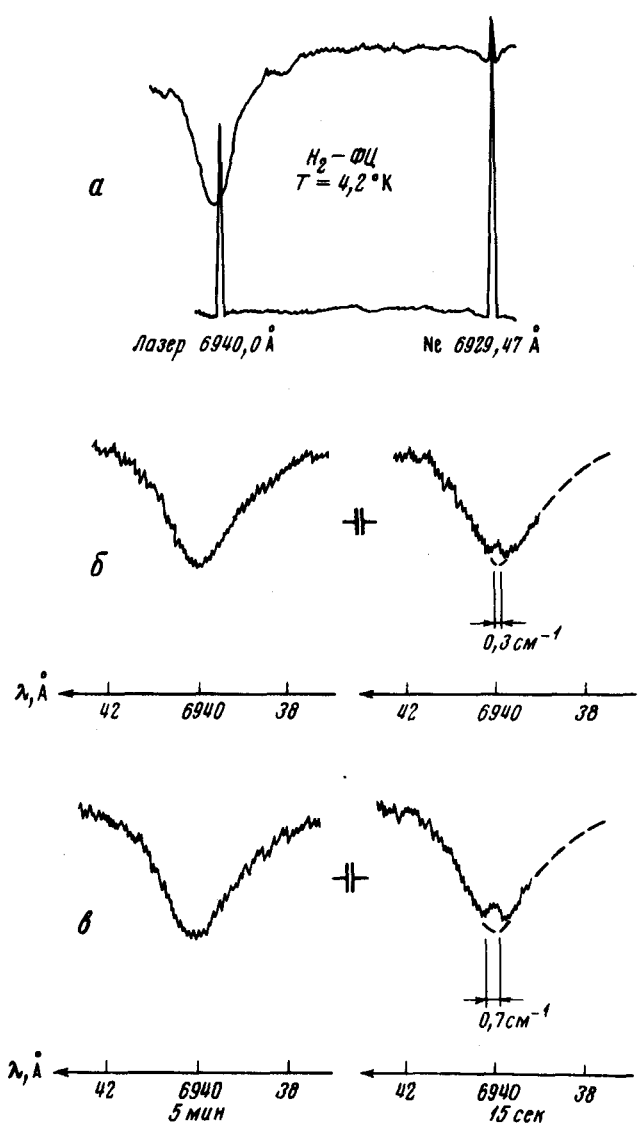 а
H₂ – ФЦ
T = 4,2 °K
Лазер 6940,0 Å
Ne 6929,47 Å
б
0,3 см⁻¹
λ, Å
42 6940 38
42 6940 38
в
0,7 см⁻¹
λ, Å
42 6940 38
42 6940 38
5 мин
15 сек